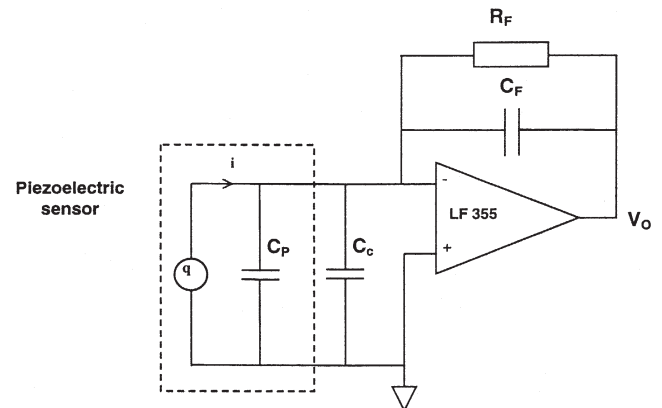 R_F
C_F
i
Piezoelectric
sensor
-
LF 355
C_P
C_c
V_O
+
q